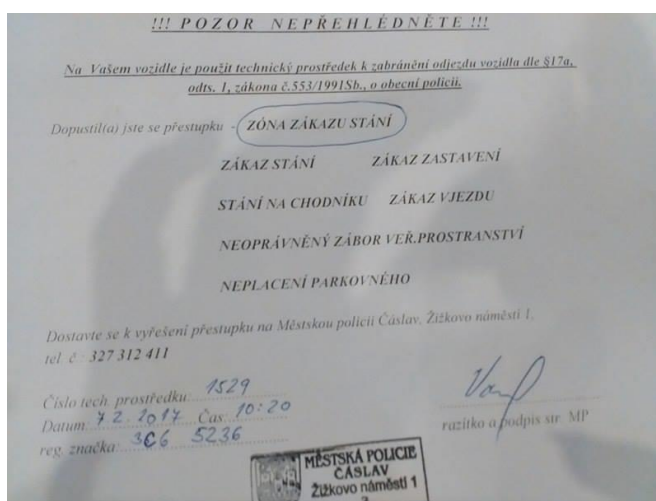 !!! POZOR NEPŘEHLÉDNĚTE !!!
Na Vašem vozidle je použit technický prostředek k zabránění odjezdu vozidla dle §17a,
odts. 1, zákona č.553/1991Sb., o obecní policii.
Dopustil(a) jste se přestupku - ZÓNA ZÁKAZU STÁNÍ
ZÁKAZ STÁNÍ ZÁKAZ ZASTAVENÍ
STÁNÍ NA CHODNÍKU ZÁKAZ VJEZDU
NEOPRÁVNĚNÝ ZÁBOR VEŘ.PROSTRANSTVÍ
NEPLACENÍ PARKOVNÉHO
Dostavte se k vyřešení přestupku na Městskou policii Čáslav, Žižkovo náměstí 1,
tel. č.: 327 312 411
Číslo tech. prostředku: 1529
Datum: 7 2. 2017 Čas: 10:20
reg. značka: 3C6 5236
razítko a podpis str. MP
MĚSTSKÁ POLICIE
ČÁSLAV
Žižkovo náměstí 1